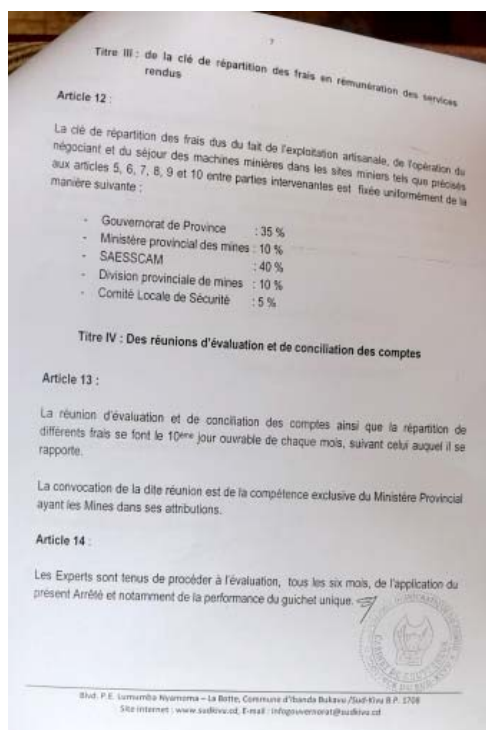 7
Titre III : de la clé de répartition des frais en rémunération des services
rendus
Article 12 :
La clé de répartition des frais dus du fait de l'exploitation artisanale, de l'opération du
négociant et du séjour des machines minières dans les sites miniers tels que précisés
aux articles 5, 6, 7, 8, 9 et 10 entre parties intervenantes est fixée uniformément de la
manière suivante :
- Gouvernorat de Province : 35 %
- Ministère provincial des mines : 10 %
- SAESSCAM : 40 %
- Division provinciale de mines : 10 %
- Comité Locale de Sécurité : 5 %
Titre IV : Des réunions d'évaluation et de conciliation des comptes
Article 13 :
La réunion d'évaluation et de conciliation des comptes ainsi que la répartition de
différents frais se font le 10ème jour ouvrable de chaque mois, suivant celui auquel il se
rapporte.
La convocation de la dite réunion est de la compétence exclusive du Ministère Provincial
ayant les Mines dans ses attributions.
Article 14 :
Les Experts sont tenus de procéder à l'évaluation, tous les six mois, de l'application du
présent Arrêté et notamment de la performance du guichet unique.
Blvd. P.E. Lumumba Nyamoma – La Botte, Commune d'Ibanda Bukavu /Sud-Kivu B.P. 1708
Site internet : www.sudkivu.cd, E-mail : infogouvernorat@sudkivu.cd